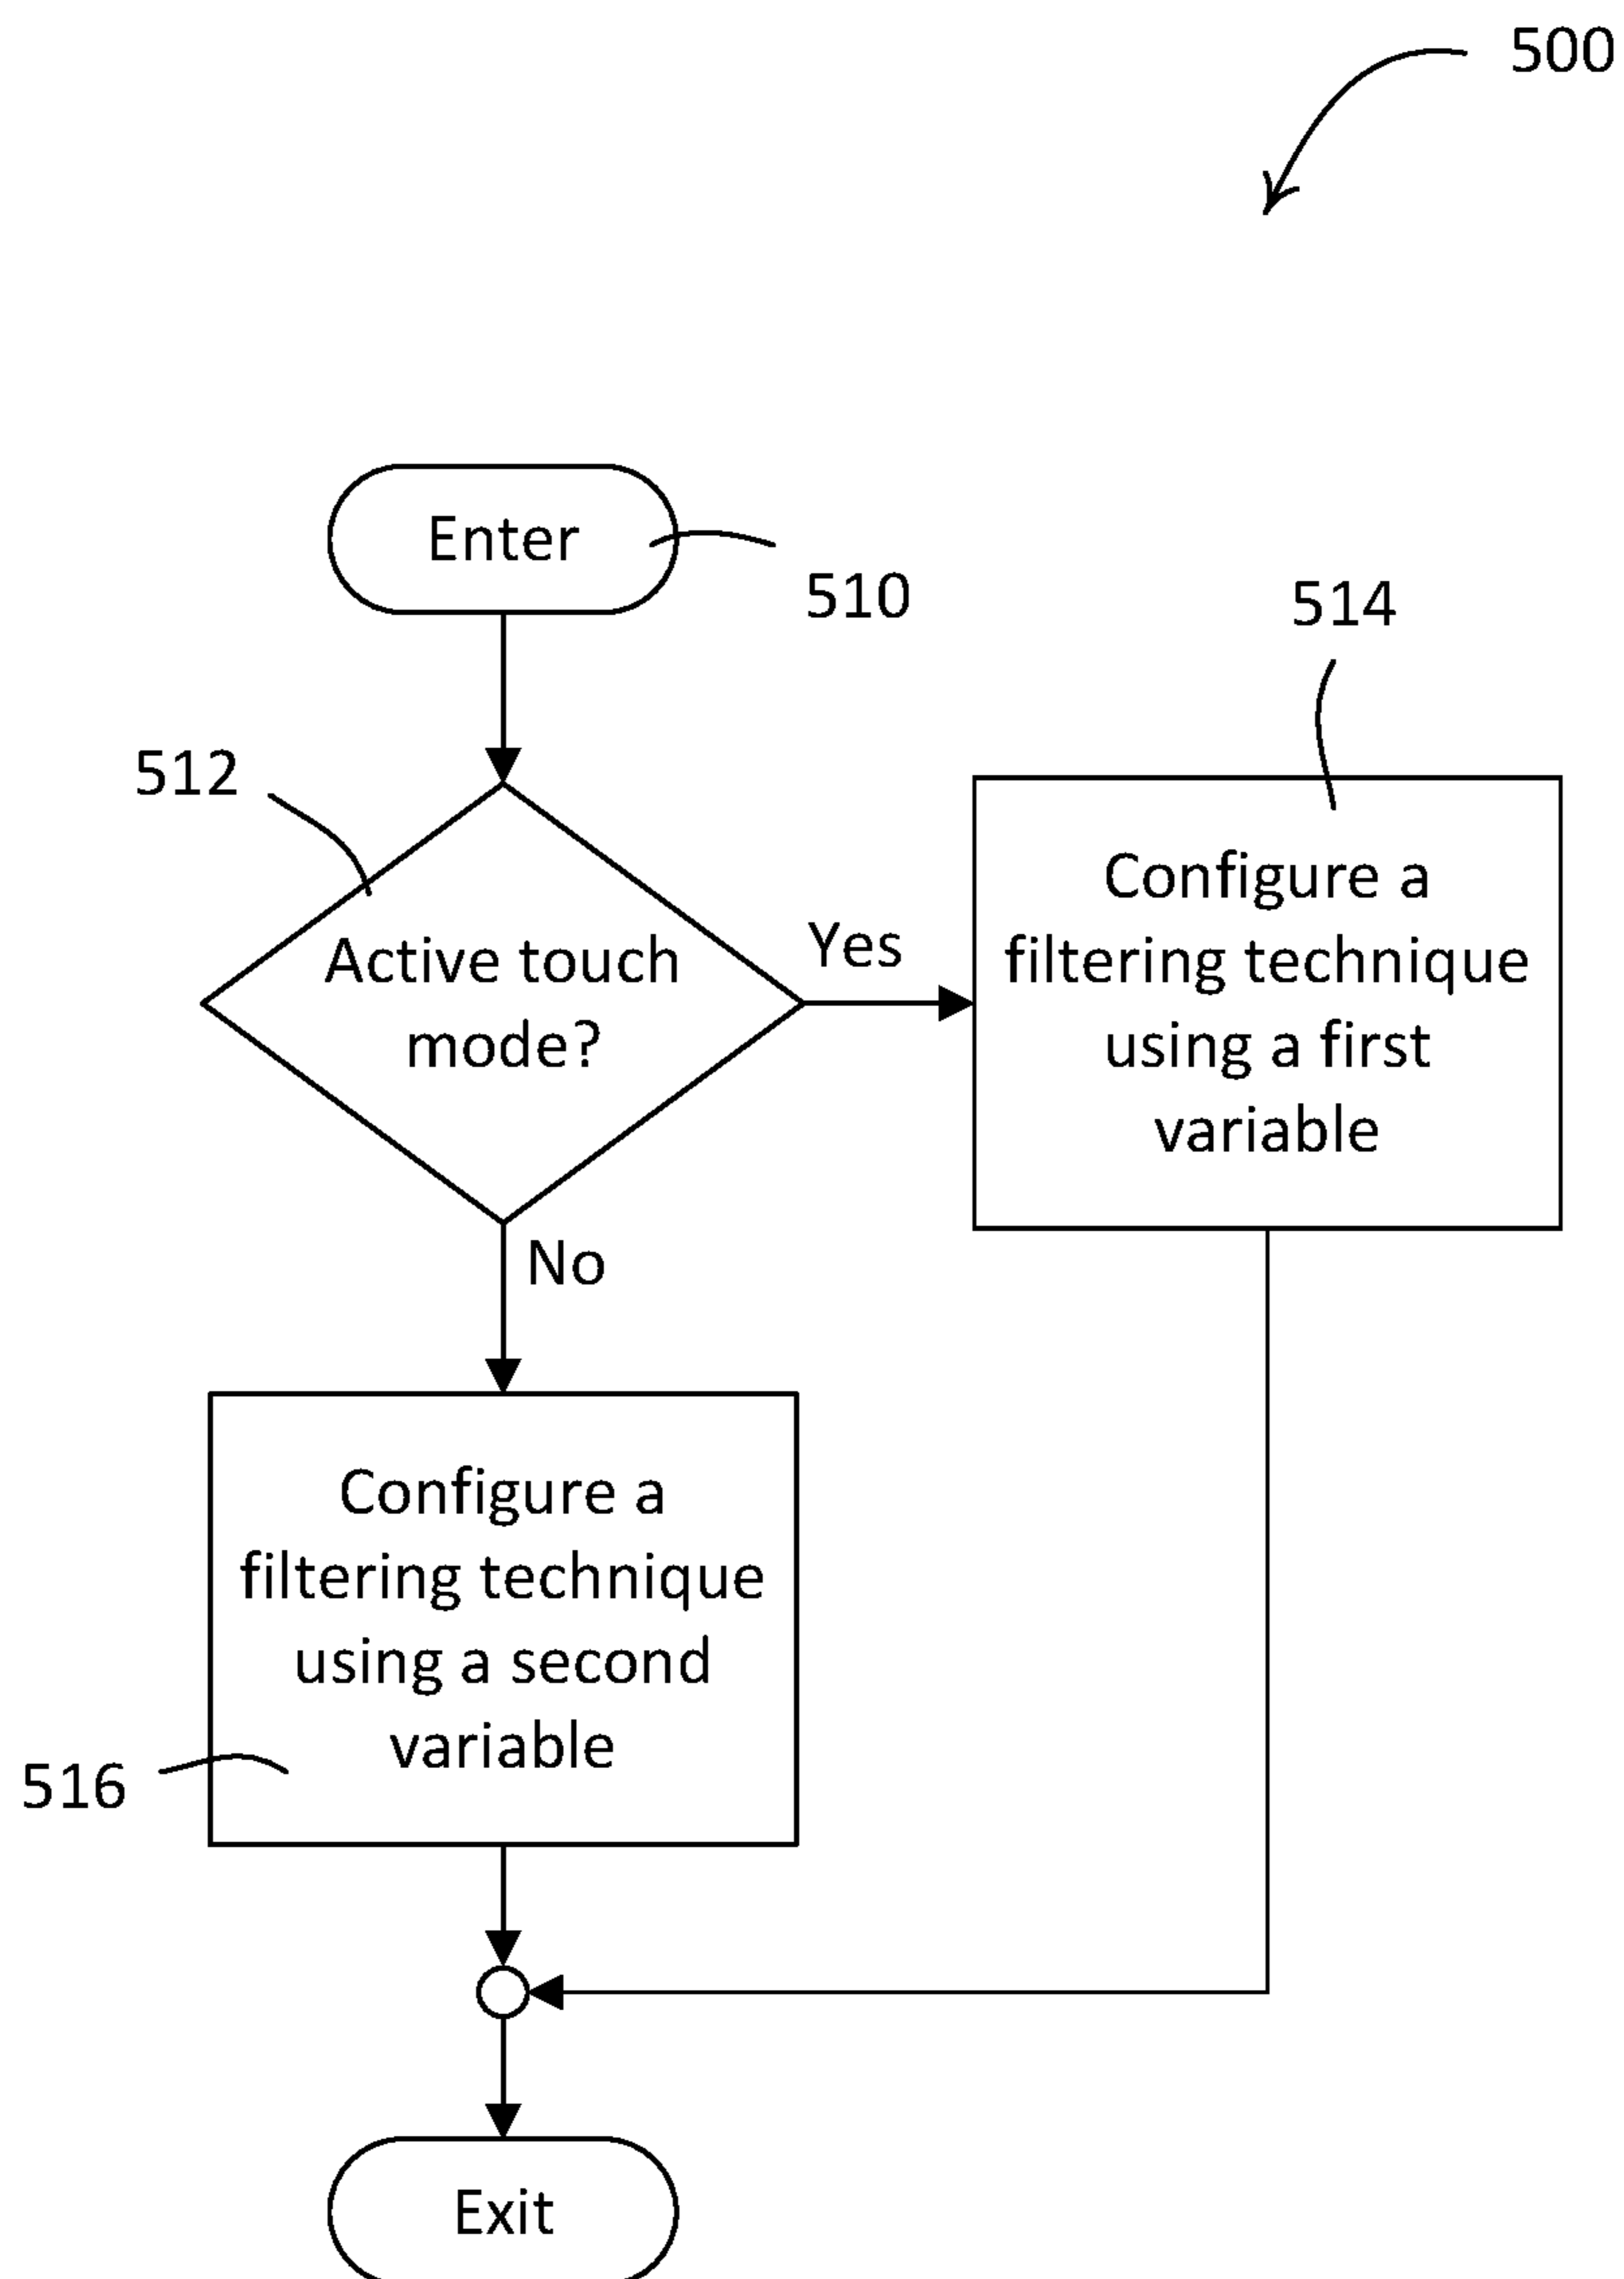 500
Enter
510
514
512
Active touch
mode?
Yes
Configure a
filtering technique
using a first
variable
No
Configure a
filtering technique
using a second
variable
516
Exit